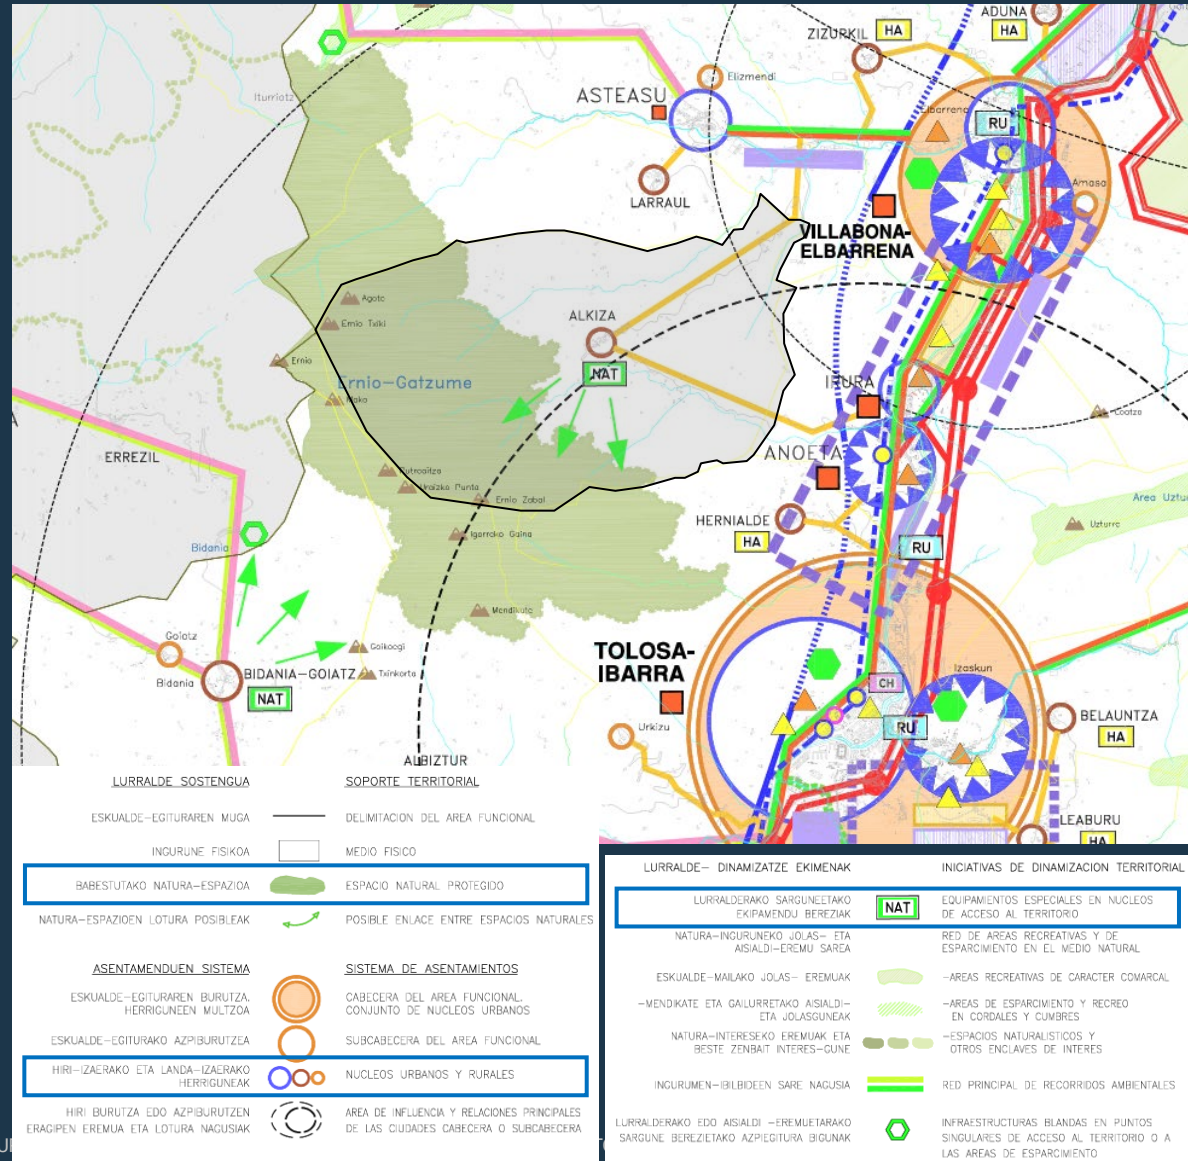 ADUNA
HA
HA
ZIZURKIL
Elizmendi
Iturriotz
ASTEASU
Elbarrena
RU
LARRAUL
Amasa
VILLABONA-
ELBARRENA
Agote
ALKIZA
Ernio Txiki
Ernio
NAT
Ernio-Gatzume
IRURA
ERREZIL
ANOETA
Ernio Zabal
HERNIALDE
HA
Uzturre
Bidania
RU
Mendikute
Goiatz
TOLOSA-
IBARRA
Izaskun
Bidania
BIDANIA-GOIATZ
NAT
CH
Urkizu
RU
BELAUNTZA
HA
ALBIZTUR
LEABURU
HA
LURRALDE SOSTENGUA
SOPORTE TERRITORIAL
ESKUALDE-EGITURAREN MUGA
DELIMITACION DEL AREA FUNCIONAL
INGURUNE FISIKOA
MEDIO FISICO
BABESTUTAKO NATURA-ESPAZIOA
ESPACIO NATURAL PROTEGIDO
NATURA-ESPAZIOEN LOTURA POSIBLEAK
POSIBLE ENLACE ENTRE ESPACIOS NATURALES
ASENTAMENDUEN SISTEMA
SISTEMA DE ASENTAMIENTOS
ESKUALDE-EGITURAREN BURUTZA.
HERRIGUNEEN MULTZOA
CABECERA DEL AREA FUNCIONAL.
CONJUNTO DE NUCLEOS URBANOS
ESKUALDE-EGITURAKO AZPIBURUTZEA
SUBCABECERA DEL AREA FUNCIONAL
HIRI-IZAERAKO ETA LANDA-IZAERAKO
HERRIGUNEAK
NUCLEOS URBANOS Y RURALES
HIRI BURUTZA EDO AZPIBURUTZEN
ERAGIPEN EREMUA ETA LOTURA NAGUSIAK
AREA DE INFLUENCIA Y RELACIONES PRINCIPALES
DE LAS CIUDADES CABECERA O SUBCABECERA
LURRALDE- DINAMIZATZE EKIMENAK
INICIATIVAS DE DINAMIZACION TERRITORIAL
LURRALDERAKO SARGUNEETAKO
EKIPAMENDU BEREZIAK
NAT
EQUIPAMIENTOS ESPECIALES EN NUCLEOS
DE ACCESO AL TERRITORIO
NATURA-INGURUNEKO JOLAS- ETA
AISIALDI-EREMU SAREA
RED DE AREAS RECREATIVAS Y DE
ESPARCIMIENTO EN EL MEDIO NATURAL
ESKUALDE-MAILAKO JOLAS- EREMUAK
-AREAS RECREATIVAS DE CARACTER COMARCAL
-MENDIKATE ETA GAILURRETAKO AISIALDI-
ETA JOLASGUNEAK
-AREAS DE ESPARCIMIENTO Y RECREO
EN CORDALES Y CUMBRES
NATURA-INTERESEKO EREMUAK ETA
BESTE ZENBAIT INTERES-GUNE
-ESPACIOS NATURALISTICOS Y
OTROS ENCLAVES DE INTERES
INGURUMEN-IBILBIDEEN SARE NAGUSIA
RED PRINCIPAL DE RECORRIDOS AMBIENTALES
LURRALDERAKO EDO AISIALDI -EREMUETARAKO
SARGUNE BEREZIETAKO AZPIEGITURA BIGUNAK
INFRAESTRUCTURAS BLANDAS EN PUNTOS
SINGULARES DE ACCESO AL TERRITORIO O A
LAS AREAS DE ESPARCIMIENTO